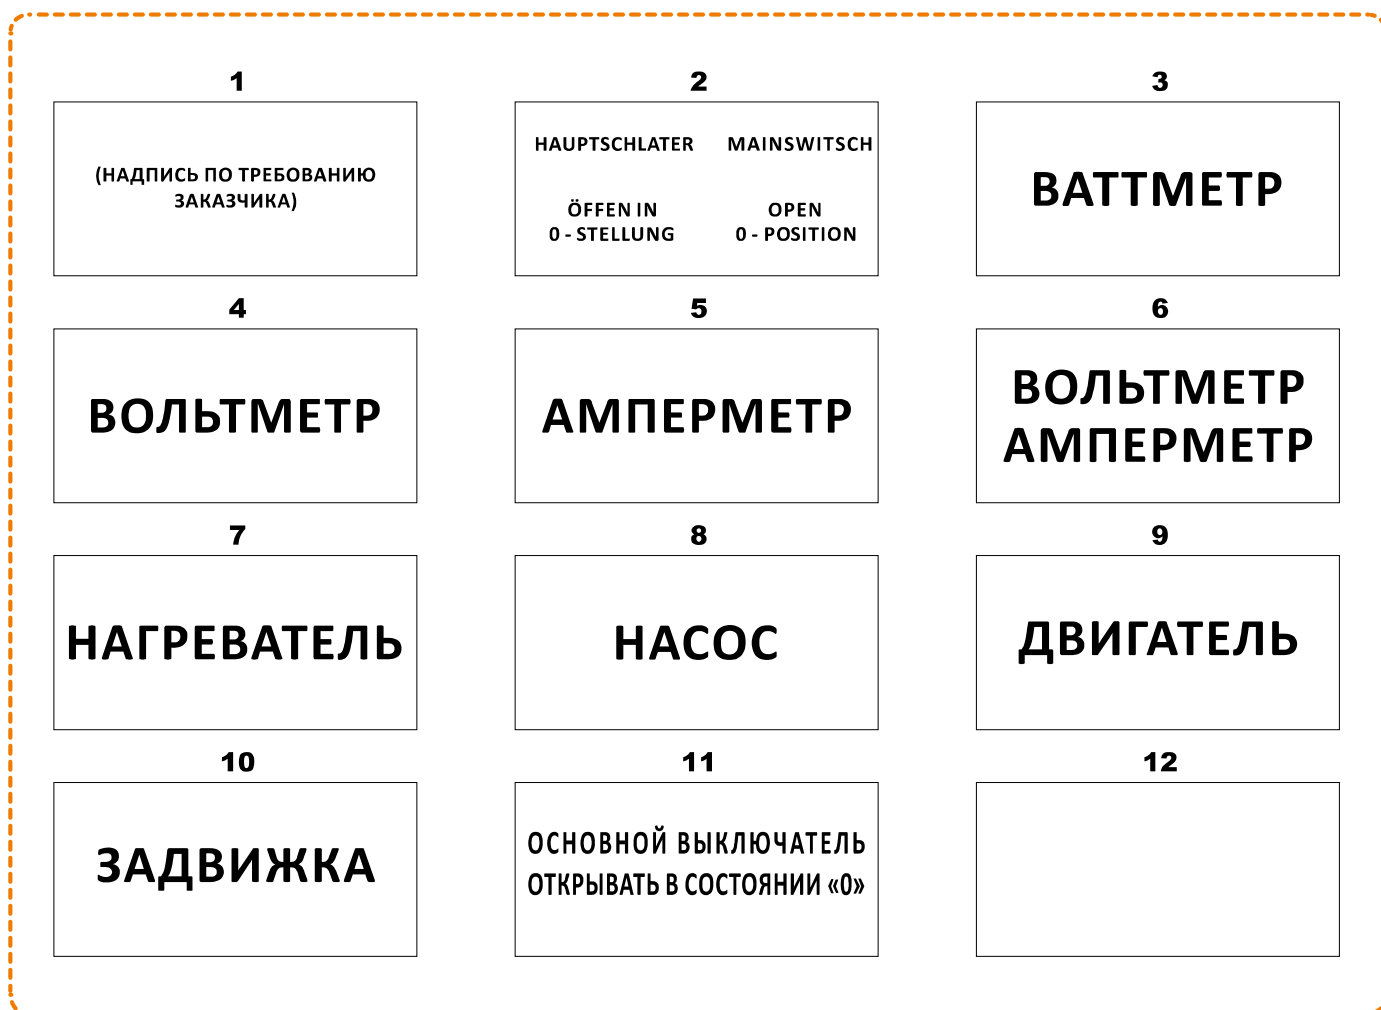 1
(НАДПИСЬ ПО ТРЕБОВАНИЮ
ЗАКАЗЧИКА)
2
HAUPTSCHLATER MAINSWITSCH
ÖFFEN IN OPEN
0 - STELLUNG 0 - POSITION
3
ВАТТМЕТР
4
ВОЛЬТМЕТР
5
АМПЕРМЕТР
6
ВОЛЬТМЕТР
АМПЕРМЕТР
7
НАГРЕВАТЕЛЬ
8
НАСОС
9
ДВИГАТЕЛЬ
10
ЗАДВИЖКА
11
ОСНОВНОЙ ВЫКЛЮЧАТЕЛЬ
ОТКРЫВАТЬ В СОСТОЯНИИ «0»
12